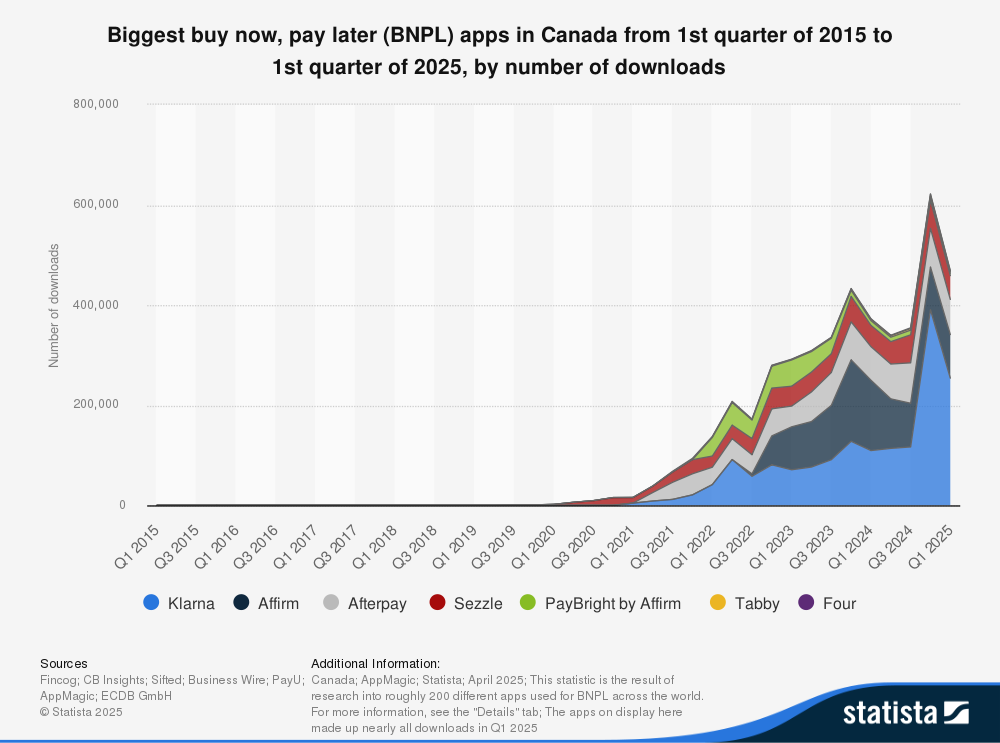 Biggest buy now, pay later (BNPL) apps in Canada from 1st quarter of 2015 to
1st quarter of 2025, by number of downloads
800,000
600,000
400,000
200,000
0
Number of downloads
Q1 2015
Q3 2015
Q1 2016
Q3 2016
Q1 2017
Q3 2017
Q1 2018
Q3 2018
Q1 2019
Q3 2019
Q1 2020
Q3 2020
Q1 2021
Q3 2021
Q1 2022
Q3 2022
Q1 2023
Q3 2023
Q1 2024
Q3 2024
Q1 2025
Klarna
Affirm
Afterpay
Sezzle
PayBright by Affirm
Tabby
Four
Sources
Fincog; CB Insights; Sifted; Business Wire; PayU;
AppMagic; ECDB GmbH
© Statista 2025
Additional Information:
Canada; AppMagic; Statista; April 2025; This statistic is the result of
research into roughly 200 different apps used for BNPL across the world.
For more information, see the "Details" tab; The apps on display here
made up nearly all downloads in Q1 2025
statista